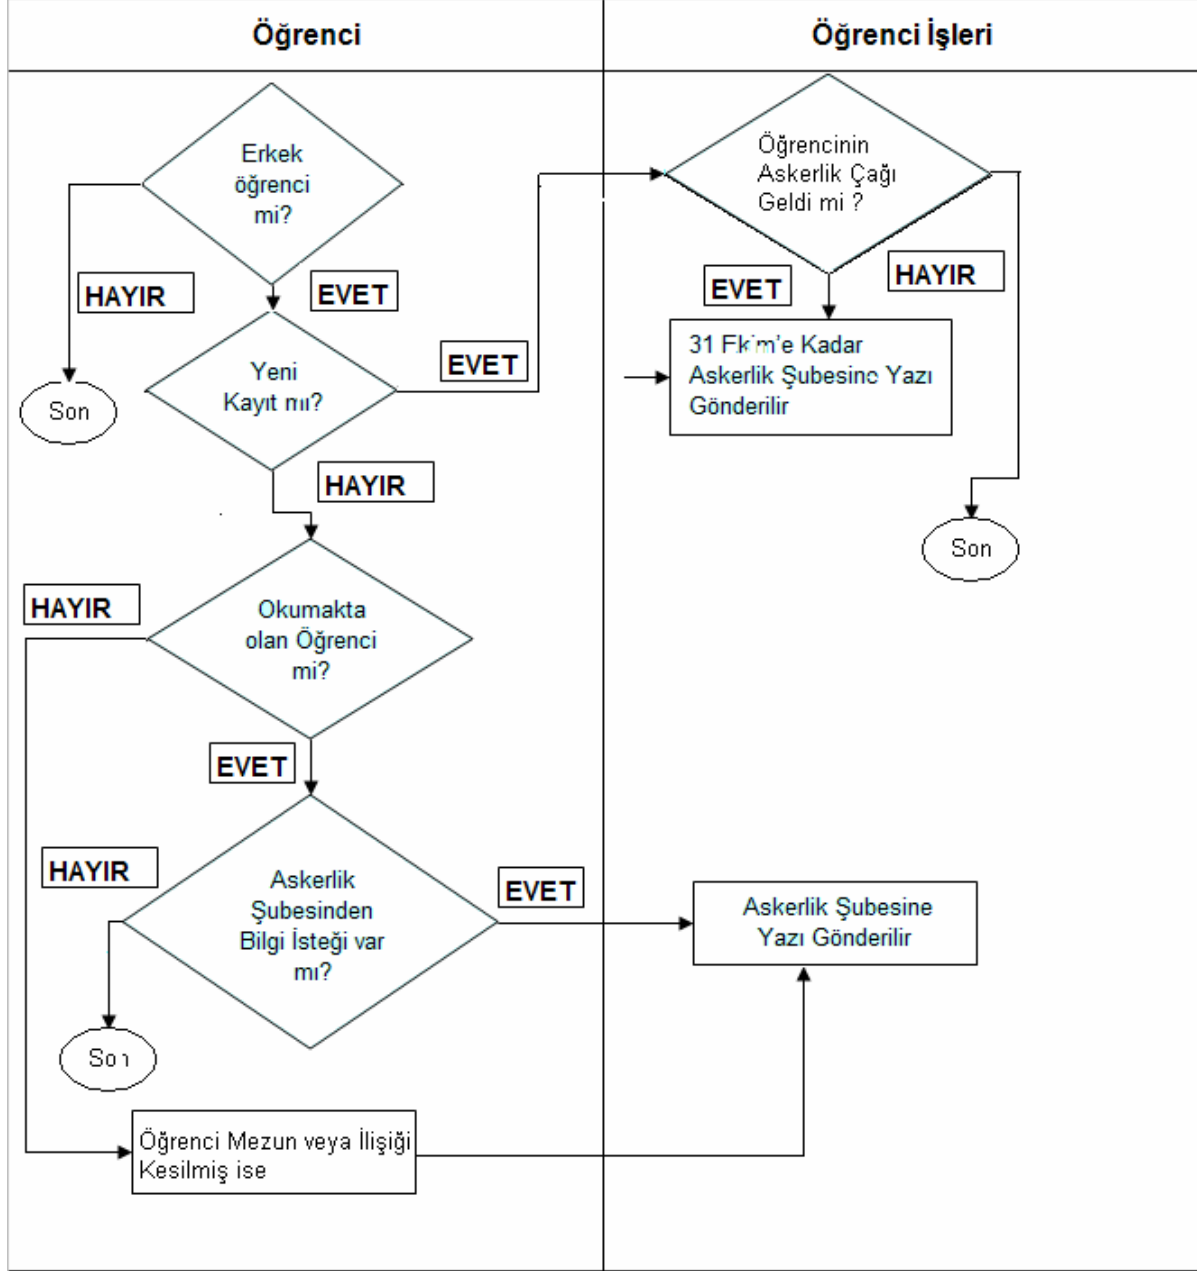 Öğrenci
Öğrenci İşleri
Erkek
öğrenci
mi?
HAYIR
EVET
Son
Yeni
Kayıt mı?
EVET
HAYIR
Öğrencinin
Askerlik Çağı
Geldi mi ?
EVET
HAYIR
31 Ekim'e Kadar
Askerlik Şubesine Yazı
Gönderilir
Son
HAYIR
Okumakta
olan Öğrenci
mi?
EVET
HAYIR
Askerlik
Şubesinden
Bilgi İsteği var
mı?
EVET
Askerlik Şubesine
Yazı Gönderilir
Son
Öğrenci Mezun veya İlişiği
Kesilmiş ise